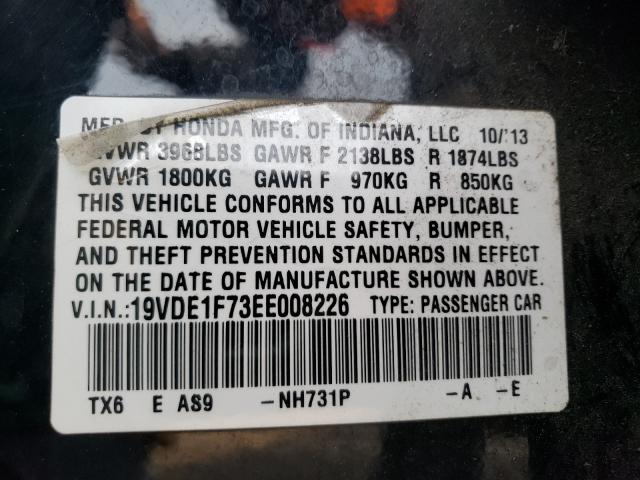 MFD. BY HONDA MFG. OF INDIANA, LLC 10/13
GVWR 3968LBS GAWR F 2138LBS R 1874LBS
GVWR 1800KG GAWR F 970KG R 850KG
THIS VEHICLE CONFORMS TO ALL APPLICABLE
FEDERAL MOTOR VEHICLE SAFETY, BUMPER,
AND THEFT PREVENTION STANDARDS IN EFFECT
ON THE DATE OF MANUFACTURE SHOWN ABOVE.
V.I.N.:19VDE1F73EE008226 TYPE: PASSENGER CAR
TX6 E AS9 -NH731P -A -E